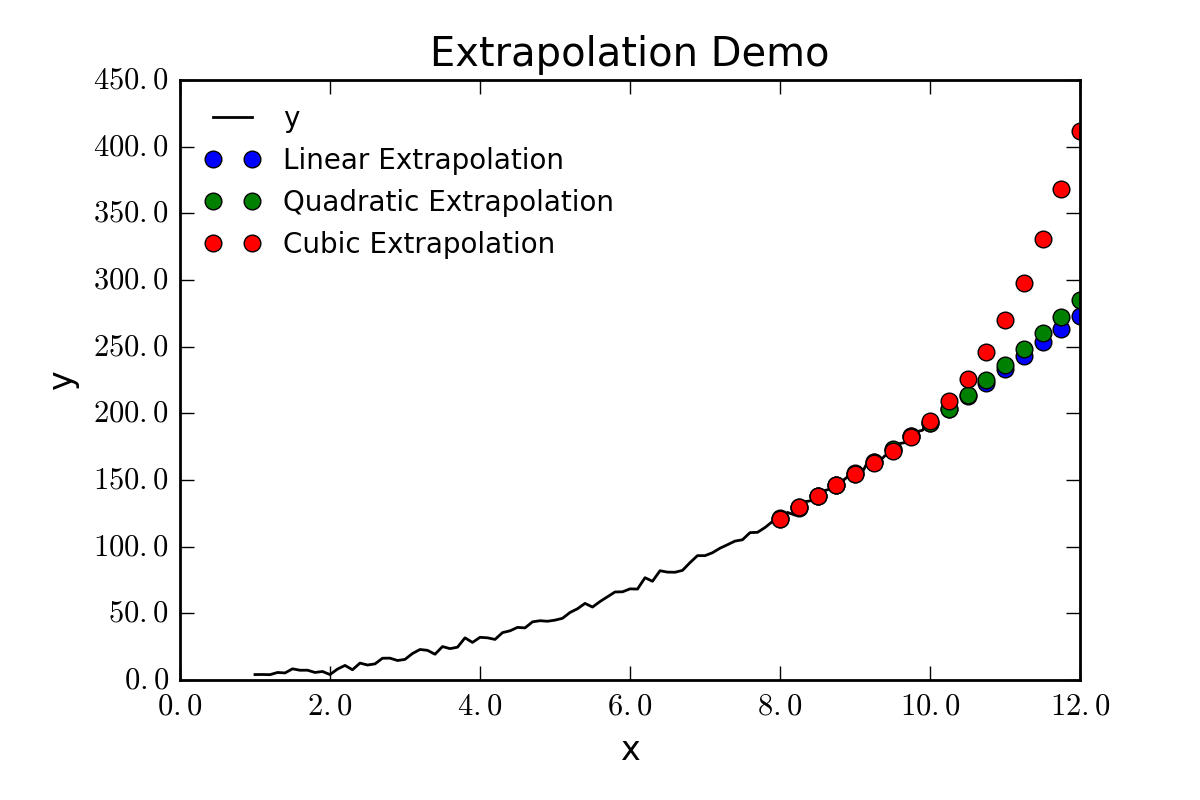 Extrapolation Demo
450.0
400.0
350.0
300.0
250.0
200.0
150.0
100.0
50.0
0.0
y
y
Linear Extrapolation
Quadratic Extrapolation
Cubic Extrapolation
0.0 2.0 4.0 6.0 8.0 10.0 12.0
x